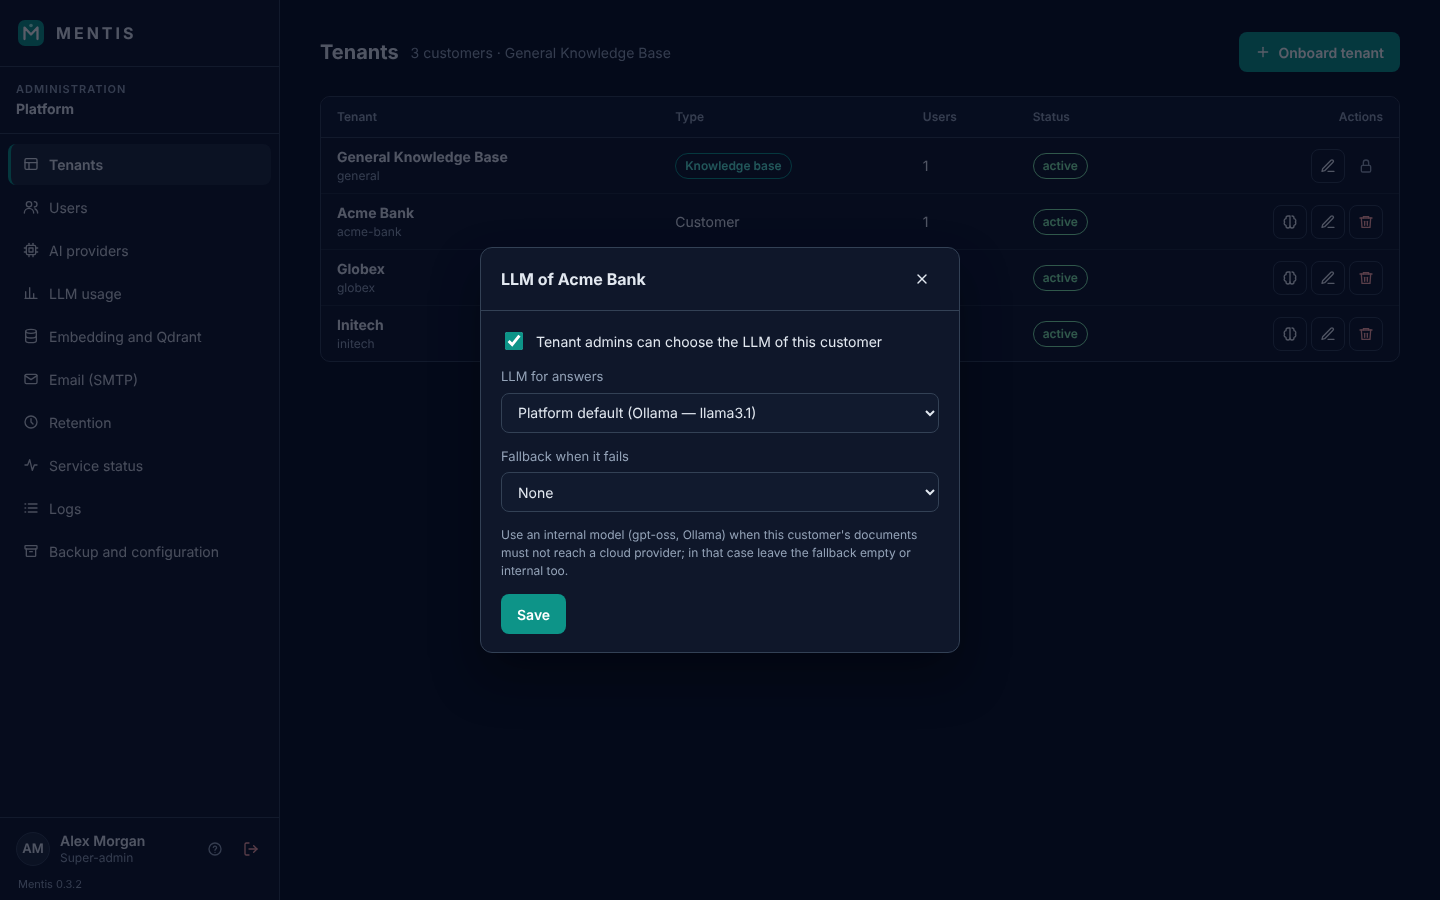 MENTIS
ADMINISTRATION
Platform
Tenants
Users
AI providers
LLM usage
Embedding and Qdrant
Email (SMTP)
Retention
Service status
Logs
Backup and configuration
AM
Alex Morgan
Super-admin
Mentis 0.3.2
Tenants 3 customers · General Knowledge Base
+ Onboard tenant
Tenant Type Users Status Actions
General Knowledge Base
general
Knowledge base 1 active
Acme Bank
acme-bank
Customer 1 active
Globex
globex
active
Initech
initech
active
LLM of Acme Bank
Tenant admins can choose the LLM of this customer
LLM for answers
Platform default (Ollama — llama3.1)
Fallback when it fails
None
Use an internal model (gpt-oss, Ollama) when this customer's documents
must not reach a cloud provider; in that case leave the fallback empty or
internal too.
Save